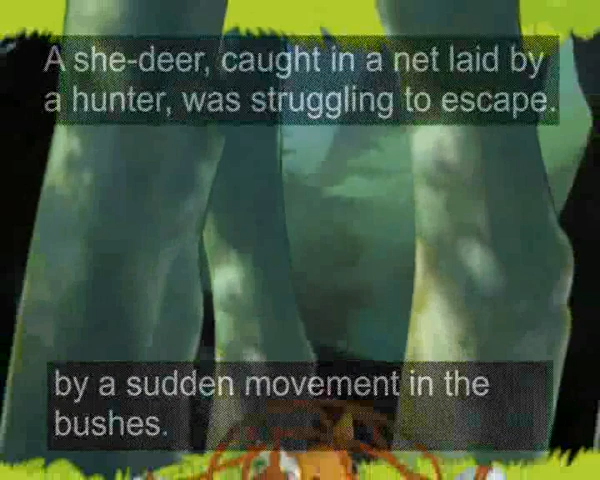 A she-deer, caught in a net laid by
a hunter, was struggling to escape.
by a sudden movement in the
bushes.